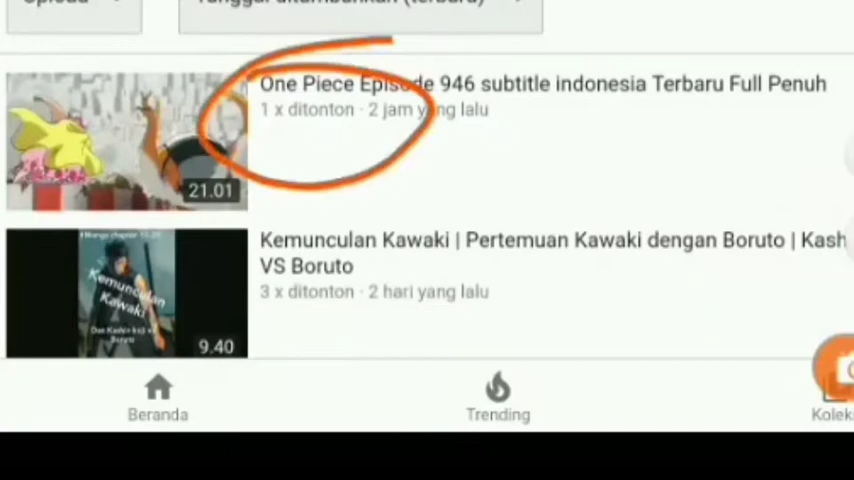 One Piece Episode 946 subtitle indonesia Terbaru Full Penuh
1 x ditonton · 2 jam yang lalu
21.01
Kemunculan Kawaki | Pertemuan Kawaki dengan Boruto | Kash
VS Boruto
3 x ditonton · 2 hari yang lalu
Kemunculan
Kawaki
Boruto
9.40
Beranda
Trending
Koleks